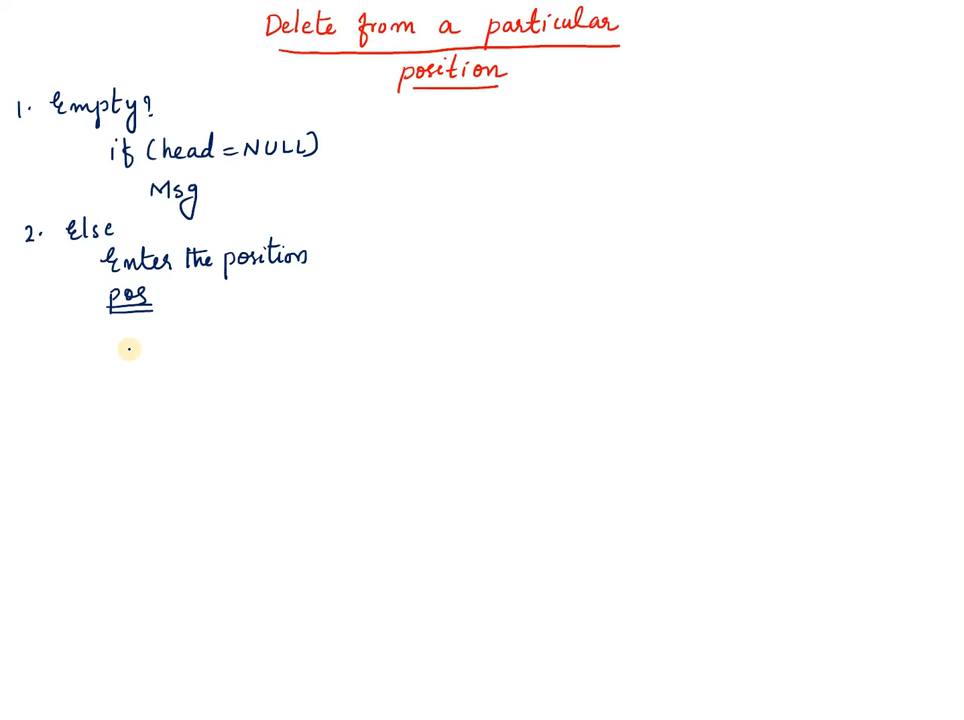 Delete from a particular
position
1. Empty?
if (head = NULL)
Msg
2. Else
Enter the position
pos